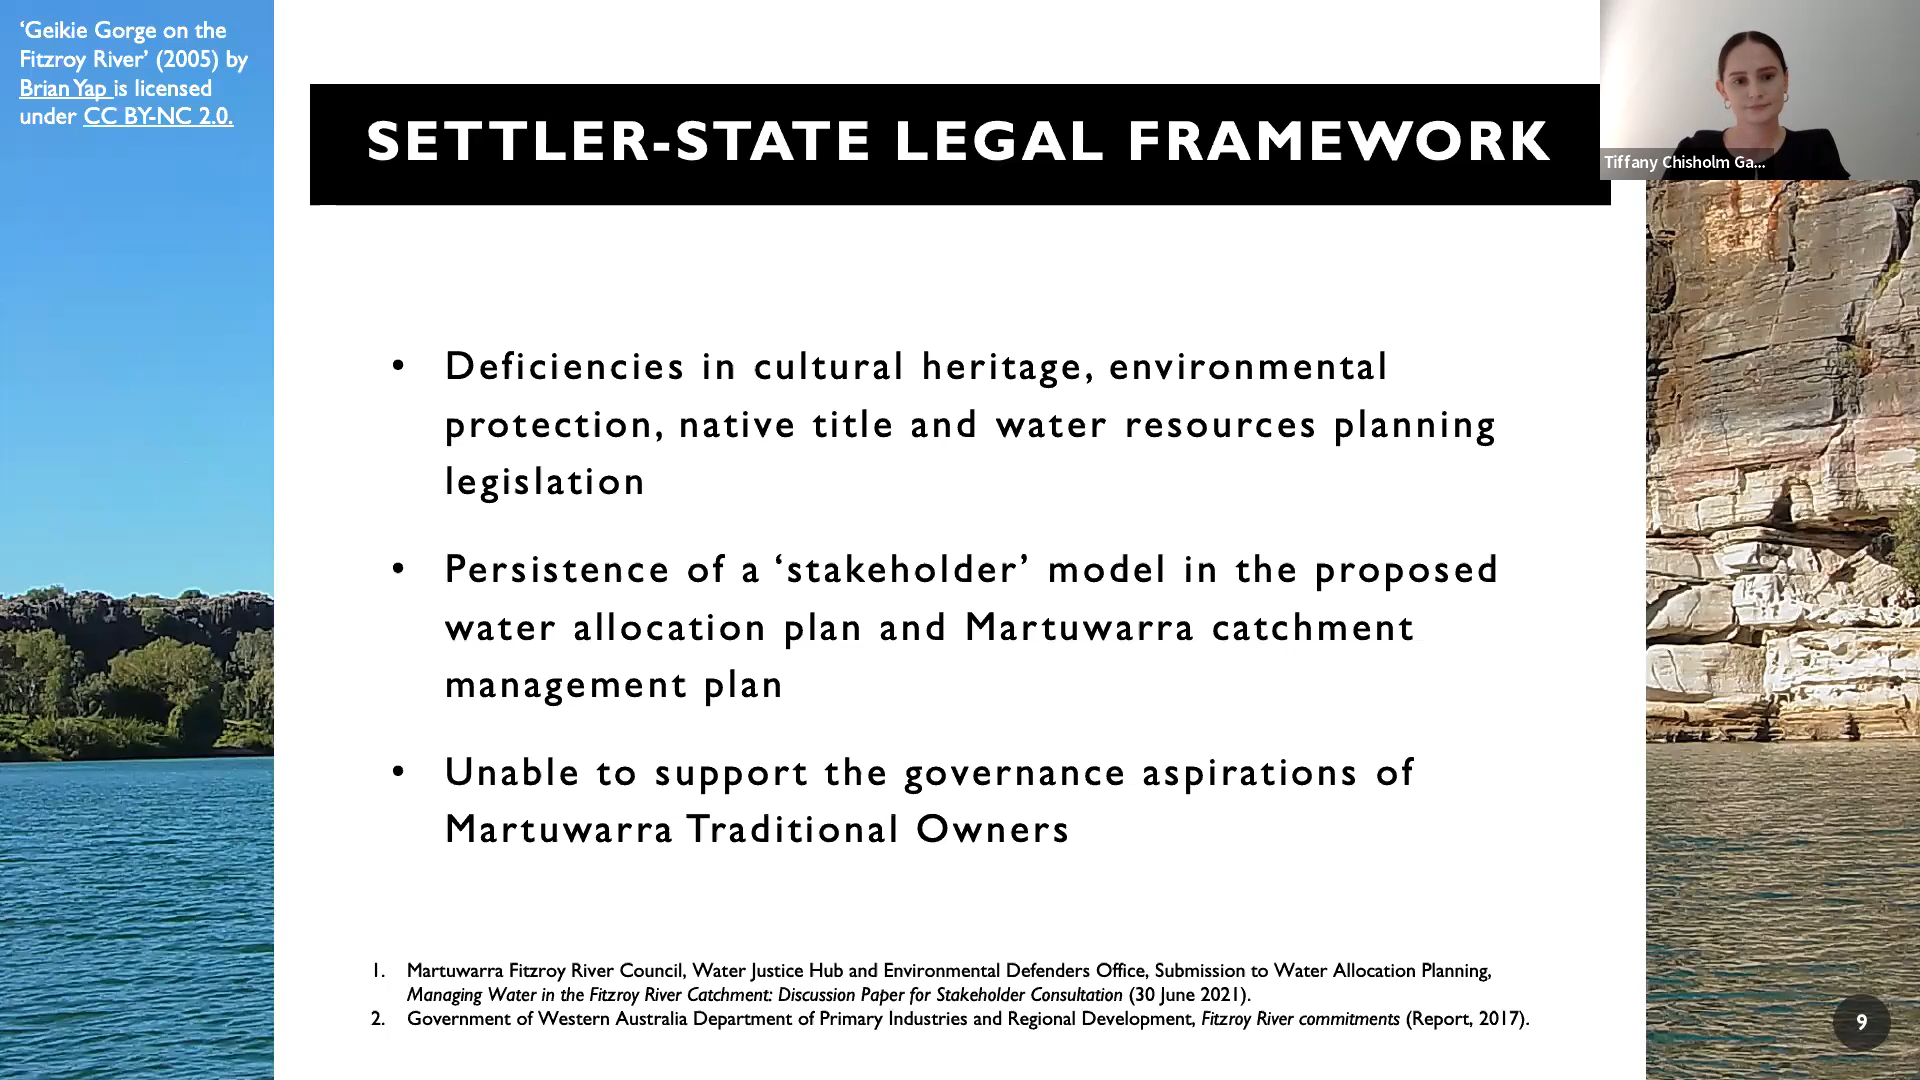 ‘Geikie Gorge on the
Fitzroy River’ (2005) by
Brian Yap is licensed
under CC BY-NC 2.0.
SETTLER-STATE LEGAL FRAMEWORK
Tiffany Chisholm Ga...
• Deficiencies in cultural heritage, environmental
protection, native title and water resources planning
legislation
• Persistence of a ‘stakeholder’ model in the proposed
water allocation plan and Martuwarra catchment
management plan
• Unable to support the governance aspirations of
Martuwarra Traditional Owners
1. Martuwarra Fitzroy River Council, Water Justice Hub and Environmental Defenders Office, Submission to Water Allocation Planning,
Managing Water in the Fitzroy River Catchment: Discussion Paper for Stakeholder Consultation (30 June 2021).
2. Government of Western Australia Department of Primary Industries and Regional Development, Fitzroy River commitments (Report, 2017).
9